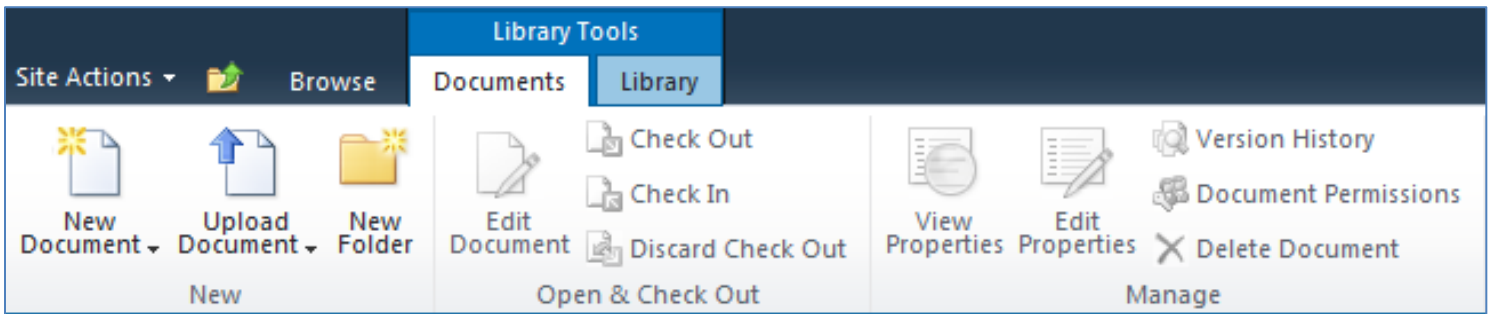 Library Tools
Site Actions Browse Documents Library
New Document
Upload Document
New Folder
Edit Document
Check Out
Check In
Discard Check Out
View Properties
Edit Properties
Version History
Document Permissions
Delete Document
New
Open & Check Out
Manage